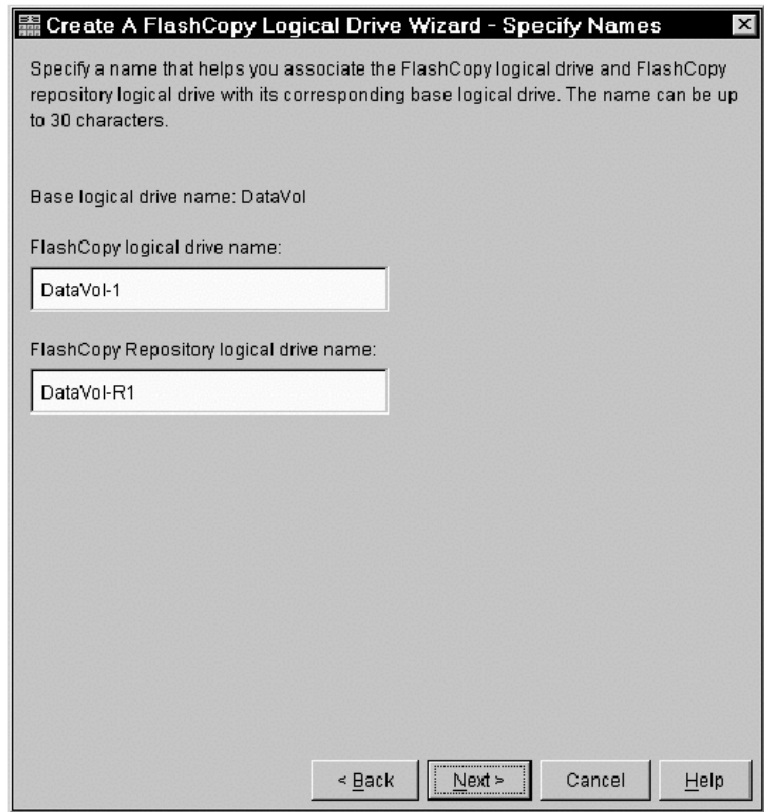 Create A FlashCopy Logical Drive Wizard - Specify Names
Specify a name that helps you associate the FlashCopy logical drive and FlashCopy
repository logical drive with its corresponding base logical drive. The name can be up
to 30 characters.
Base logical drive name: DataVol
FlashCopy logical drive name:
DataVol-1
FlashCopy Repository logical drive name:
DataVol-R1
< Back
Next >
Cancel
Help